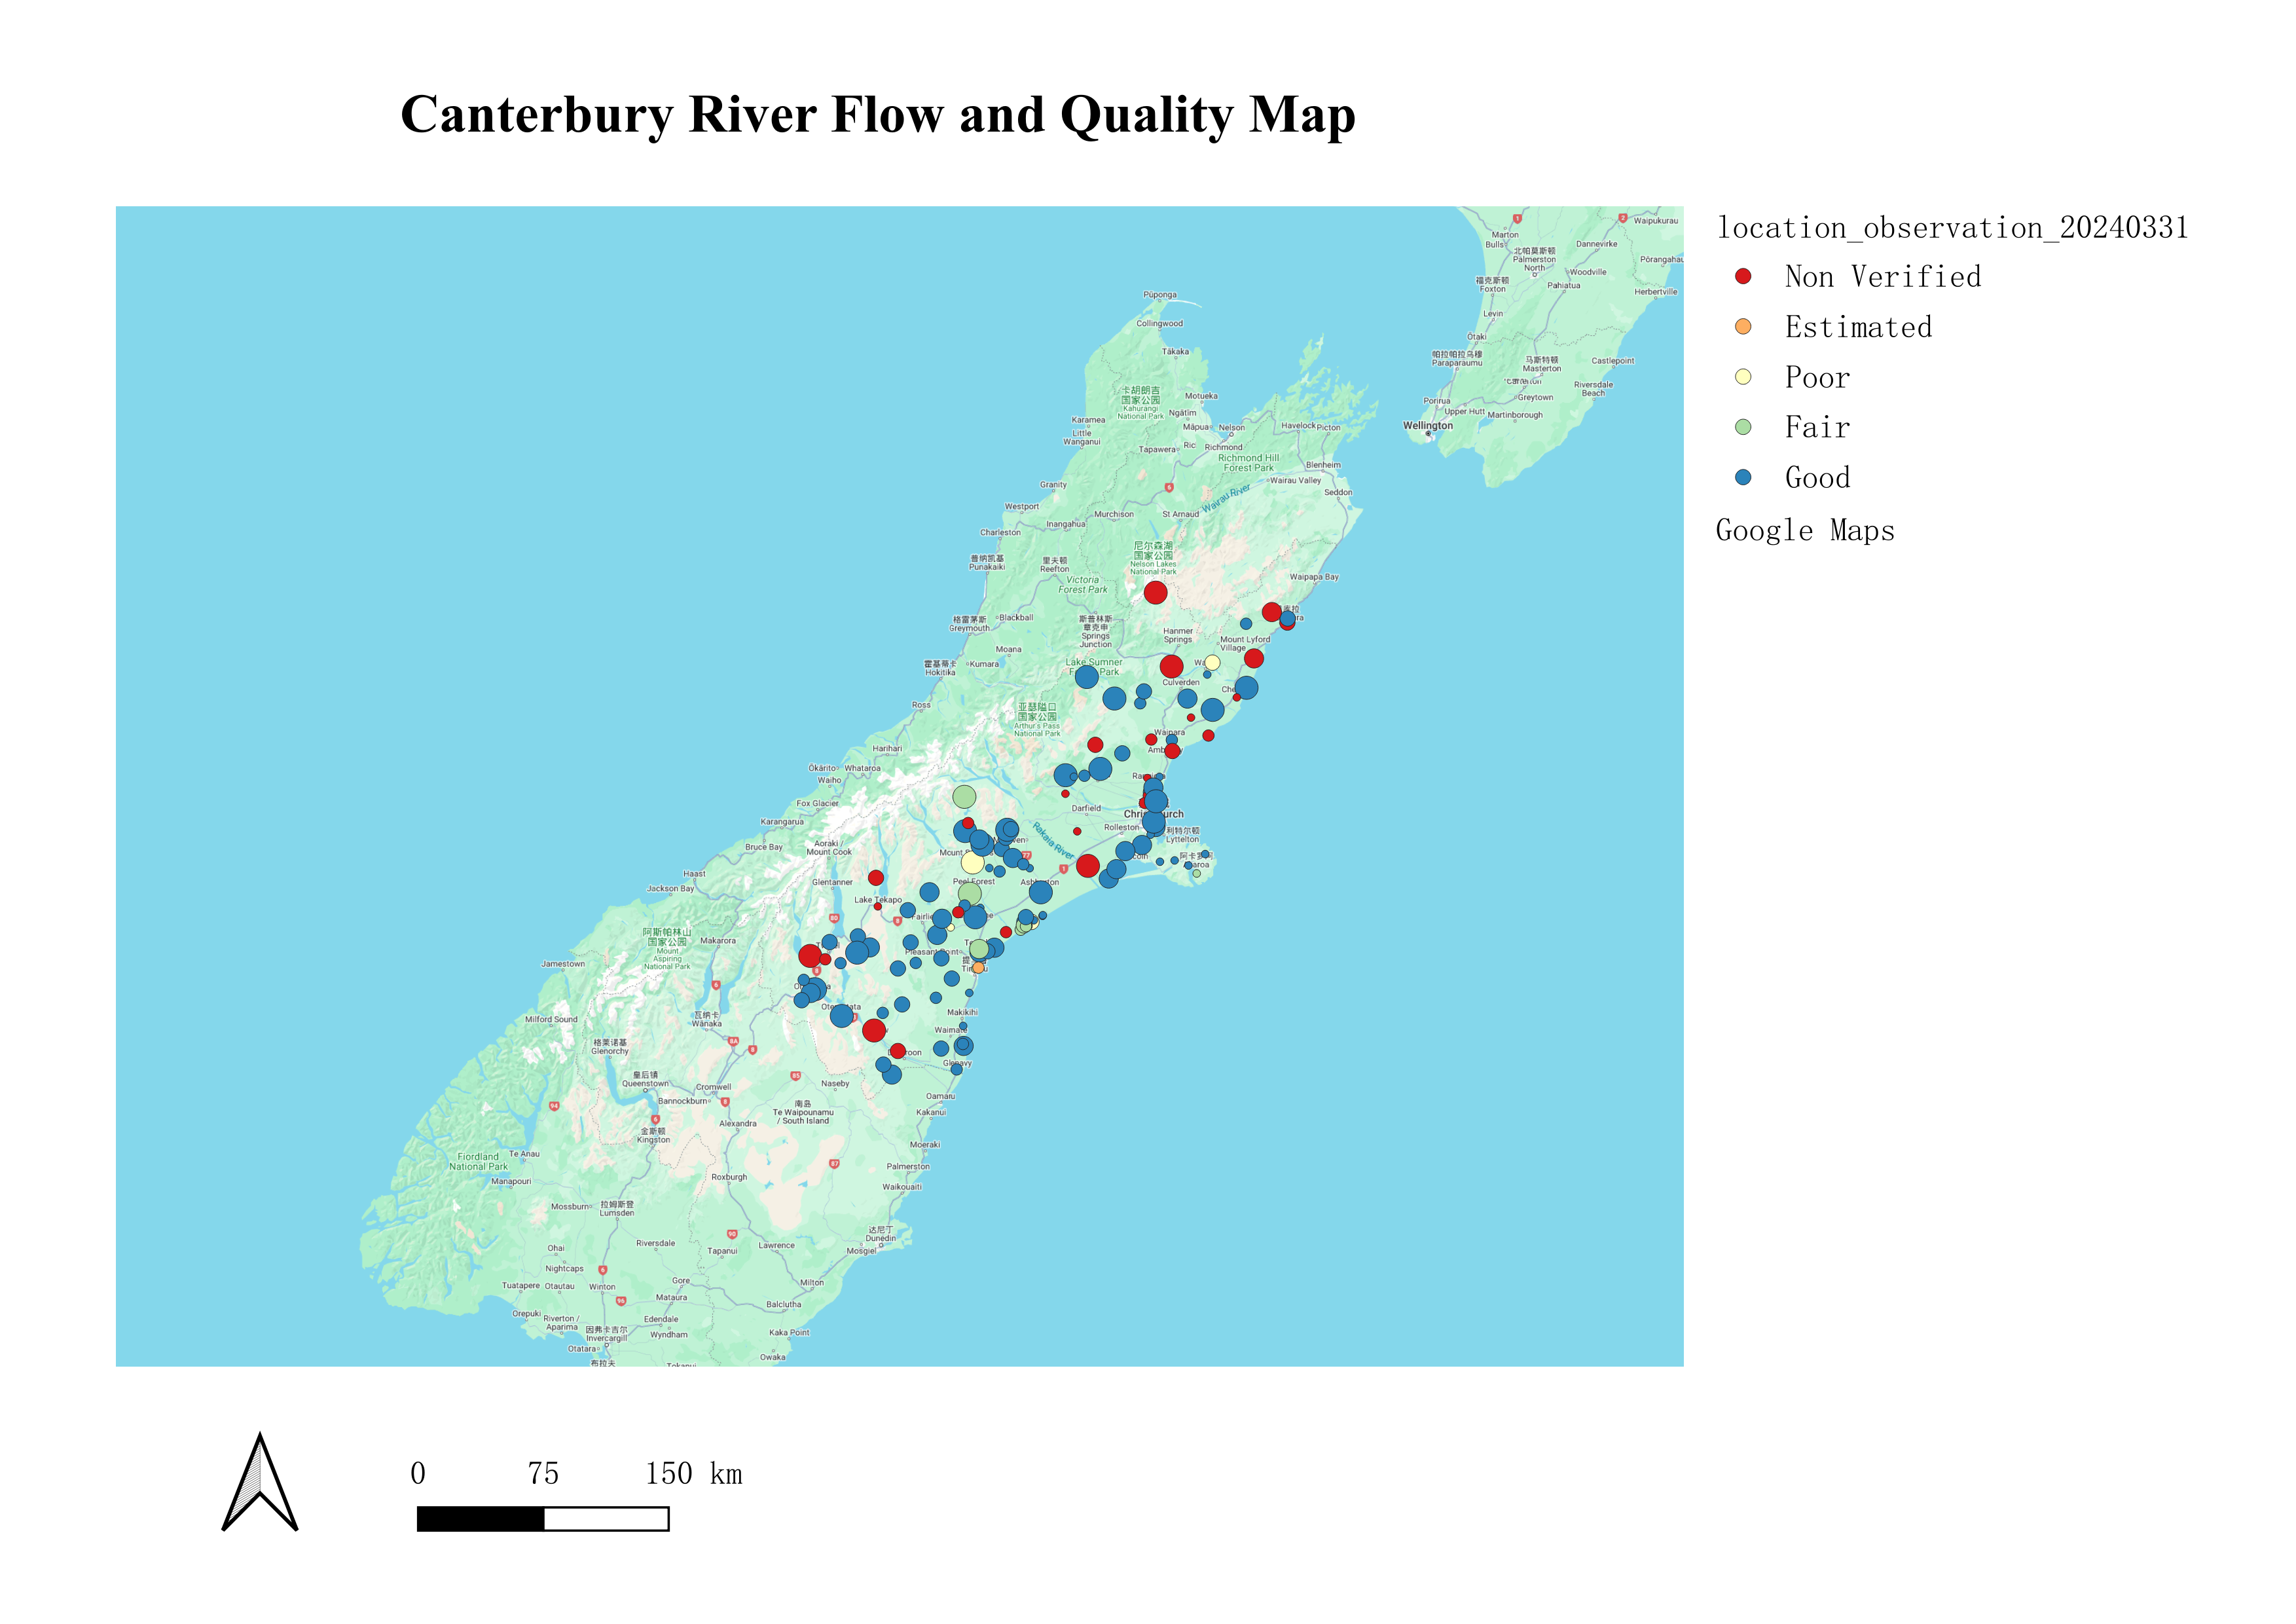 Canterbury River Flow and Quality Map
location_observation_20240331
Non Verified
Estimated
Poor
Fair
Good
Google Maps
Waipukurau
Marton
Bulls
北帕莫斯顿
Palmerston
North
Dannevirke
Woodville
Pahiatua
福克斯顿
Foxton
Herbertville
Levin
Ōtaki
帕拉帕拉乌穆
Paraparaumu
马斯特顿
Masterton
Castlepoint
Greytown
Riversdale
Beach
Porirua
Upper Hutt
Martinborough
Wellington
Pūponga
Collingwood
Tākaka
卡胡朗吉
国家公园
Kahurangi
National Park
Motueka
Ngātīm
Māpua
Karamea
Little
Wanganui
Nelson
Havelock
Picton
Tapawera
Ric
Richmond
Richmond Hill
Forest Park
Blenheim
Wairau Valley
Seddon
Wairau River
Granity
Westport
Murchison
St Arnaud
Inangahua
Charleston
普纳凯基
Punakaiki
里夫顿
Reefton
尼尔森湖
国家公园
Nelson Lakes
National Park
Victoria
Forest Park
Waipapa Bay
格雷茅斯
Greymouth
Blackball
斯普林斯
章克申
Springs
Junction
Hanmer
Springs
Mount Lyford
Village
Moana
霍基蒂卡
Hokitika
Kumara
Lake Sumner
Culverden
Ross
亚瑟隘口
国家公园
Arthur's Pass
National Park
Waipara
Harihari
Ōkārito
Whataroa
Waiho
Fox Glacier
Darfield
Karangarua
Rolleston
利特尔顿
Lyttelton
Rakaia River
Bruce Bay
Aoraki /
Mount Cook
Haast
Glentanner
Peel Forest
Jackson Bay
Lake Tekapo
阿斯帕林山
国家公园
Mount
Aspiring
National Park
Makarora
Jamestown
瓦纳卡
Wānaka
Makikihi
Waimate
Milford Sound
格莱诺基
Glenorchy
Glenavy
皇后镇
Queenstown
Cromwell
Naseby
Bannockburn
Oamaru
南岛
Te Waipounamu
/ South Island
Kakanui
Alexandra
金斯顿
Kingston
Moeraki
Fiordland
National Park
Te Anau
Palmerston
Roxburgh
Manapouri
Waikouaiti
Mossburn
拉姆斯登
Lumsden
达尼丁
Dunedin
Mosgiel
Ohai
Riversdale
Tapanui
Lawrence
Nightcaps
Tuatapere
Otautau
Winton
Gore
Milton
Mataura
Balclutha
Orepuki
Riverton /
Aparima
Edendale
因弗卡吉尔
Invercargill
Wyndham
Kaka Point
Otatara
Owaka
布拉夫
0 75 150 km